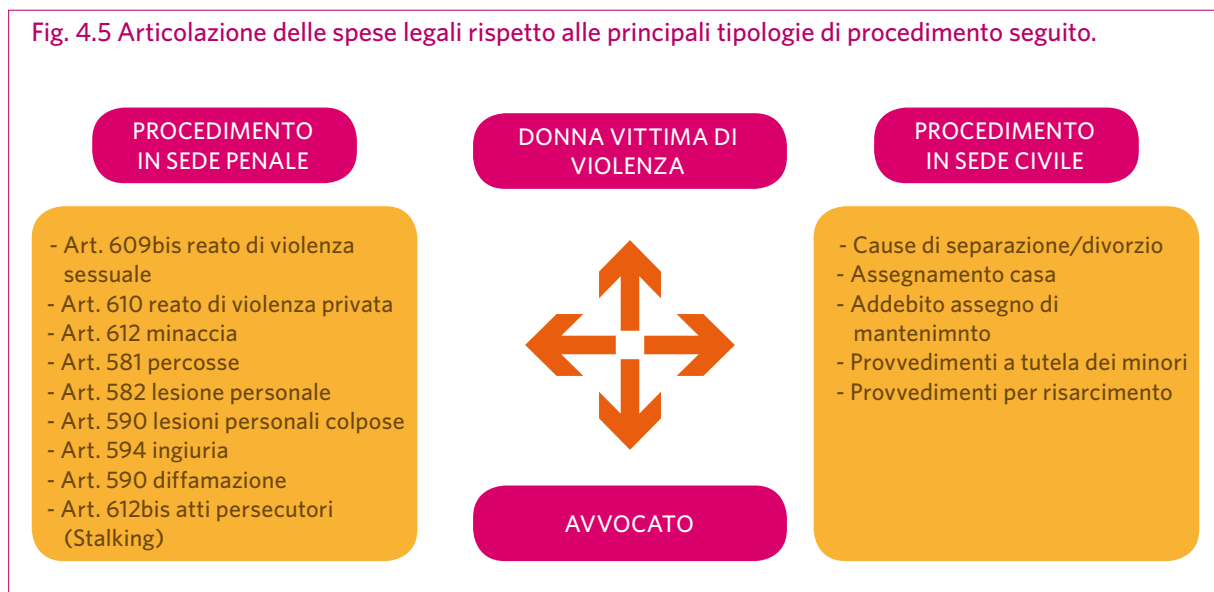 Fig. 4.5 Articolazione delle spese legali rispetto alle principali tipologie di procedimento seguito.
PROCEDIMENTO
IN SEDE PENALE
- Art. 609bis reato di violenza
sessuale
- Art. 610 reato di violenza privata
- Art. 612 minaccia
- Art. 581 percosse
- Art. 582 lesione personale
- Art. 590 lesioni personali colpose
- Art. 594 ingiuria
- Art. 590 diffamazione
- Art. 612bis atti persecutori
(Stalking)
DONNA VITTIMA DI
VIOLENZA
AVVOCATO
PROCEDIMENTO
IN SEDE CIVILE
- Cause di separazione/divorzio
- Assegnamento casa
- Addebito assegno di
mantenimnto
- Provvedimenti a tutela dei minori
- Provvedimenti per risarcimento